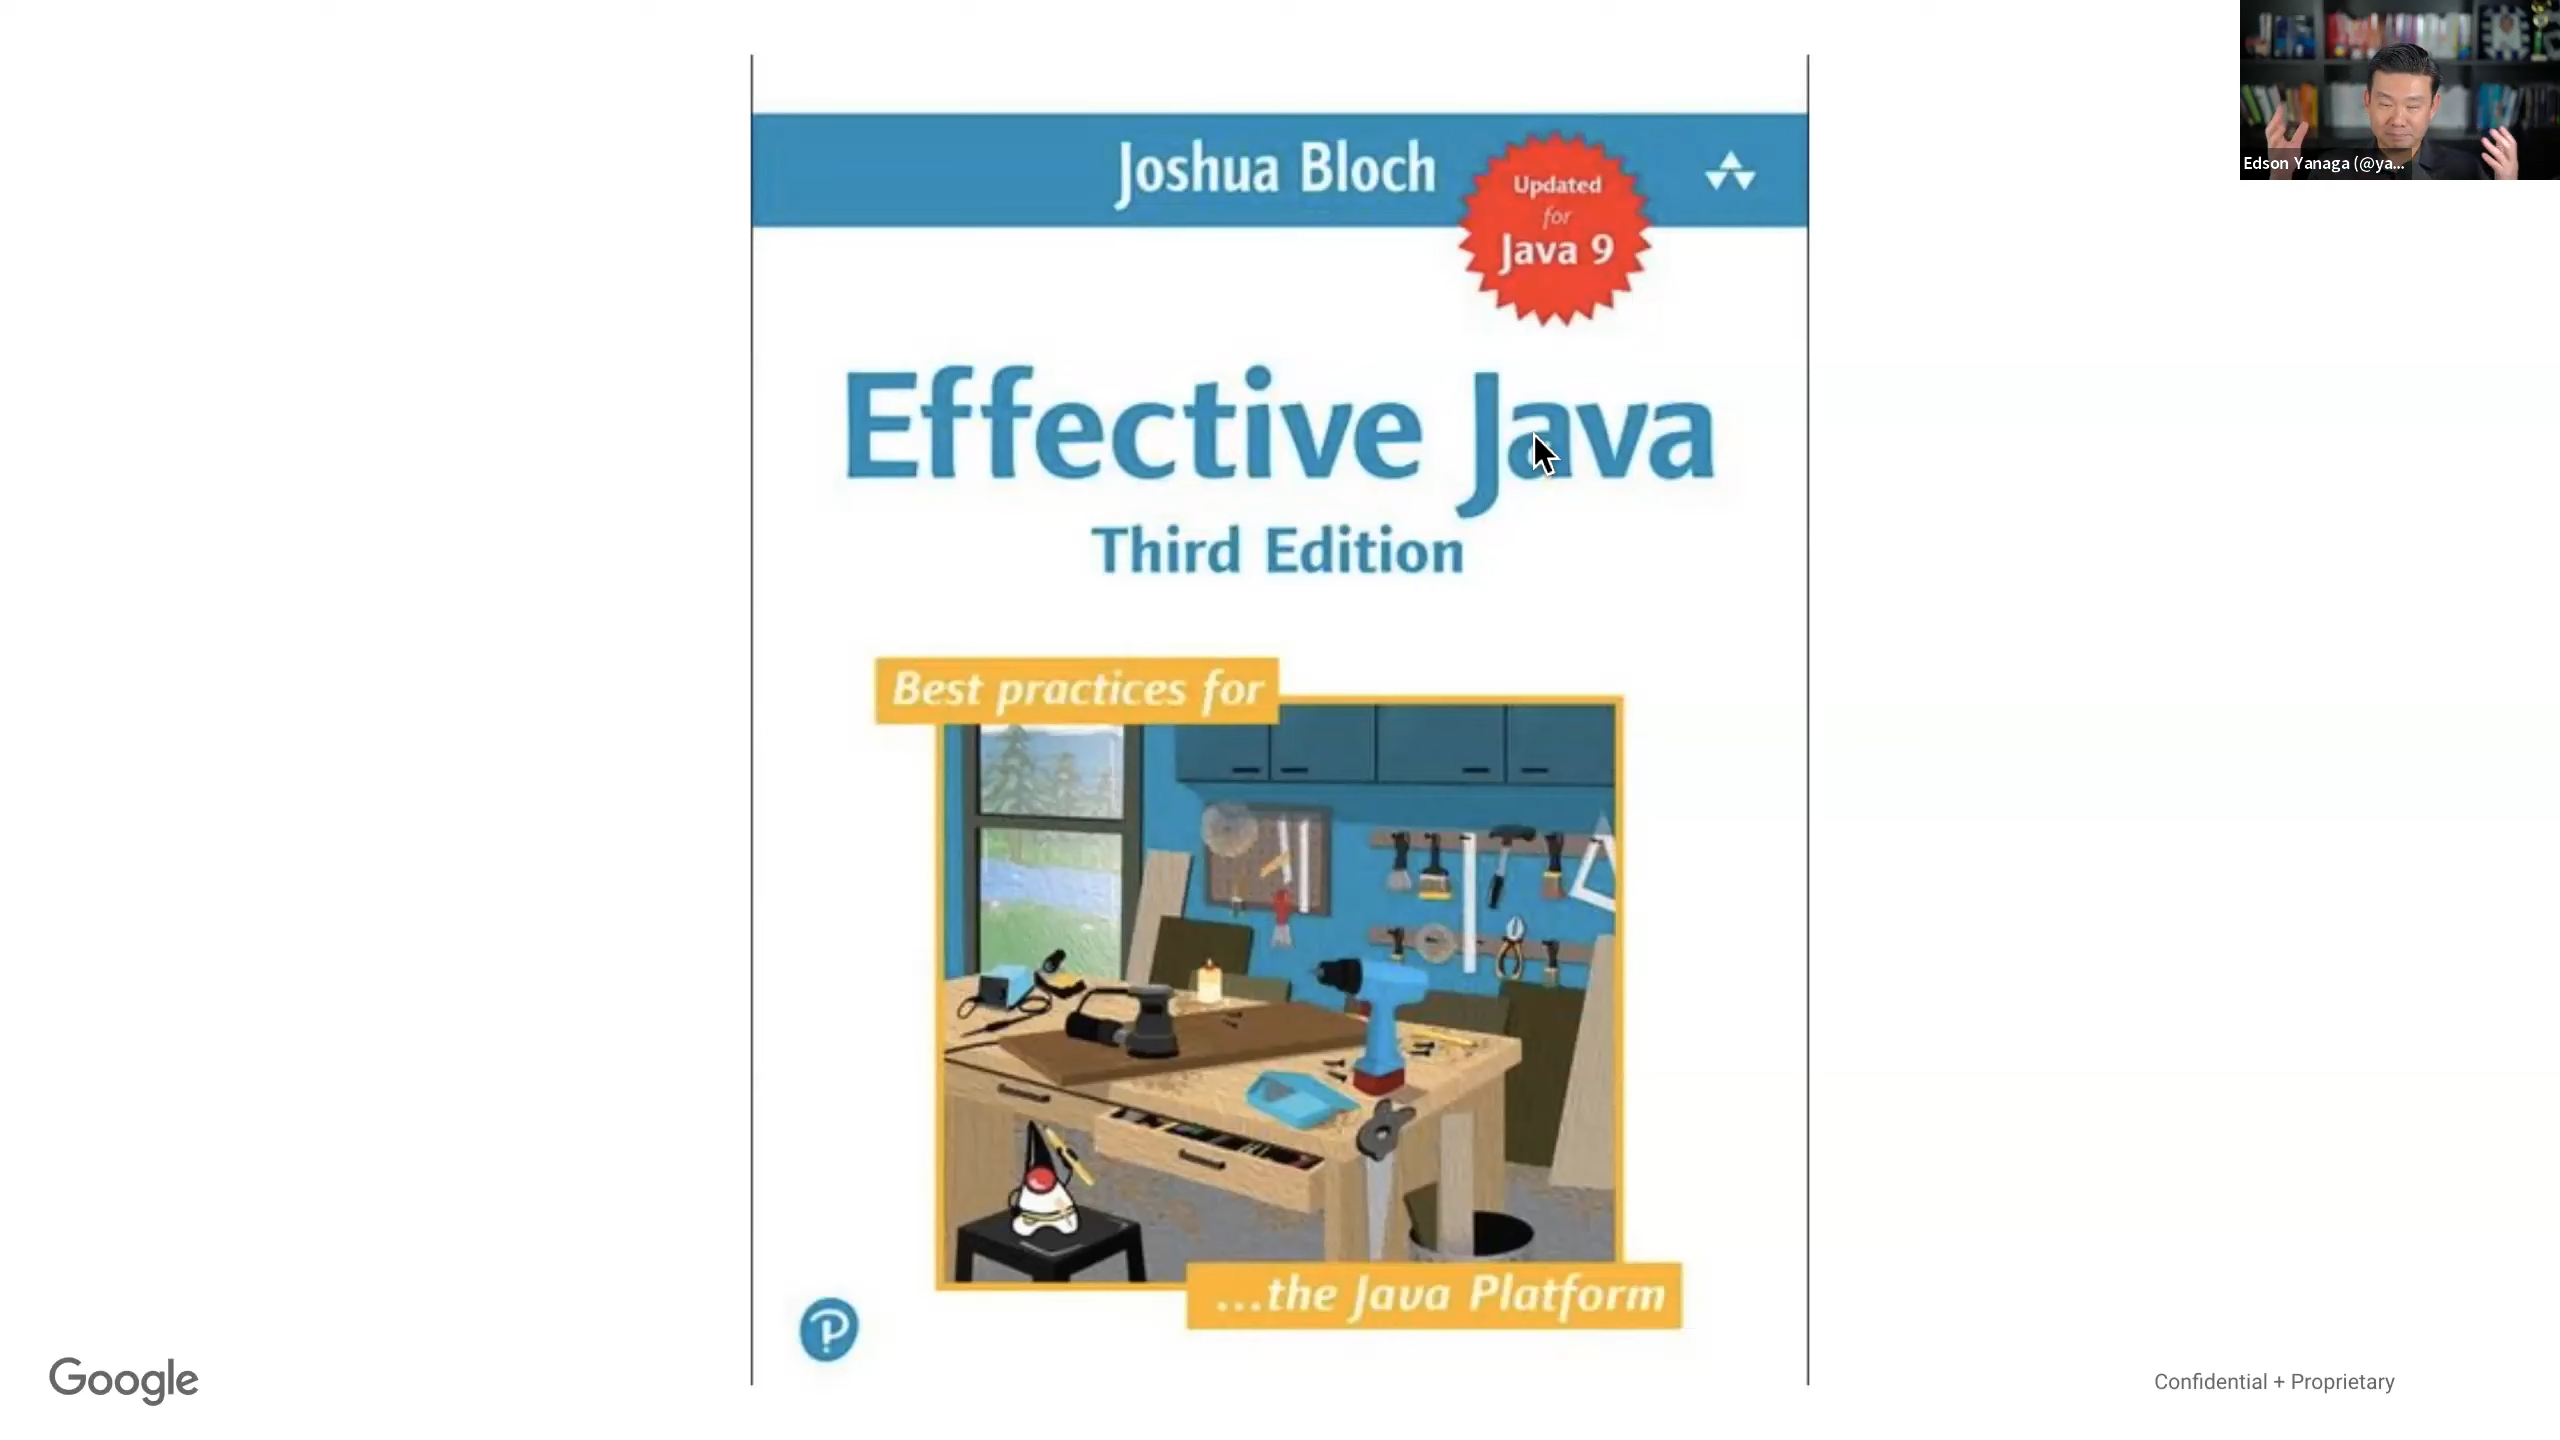 Joshua Bloch
Updated
for
Java 9
Effective Java
Third Edition
Best practices for
...the Java Platform
P
Google
Confidential + Proprietary
Edson Yanaga (@ya...